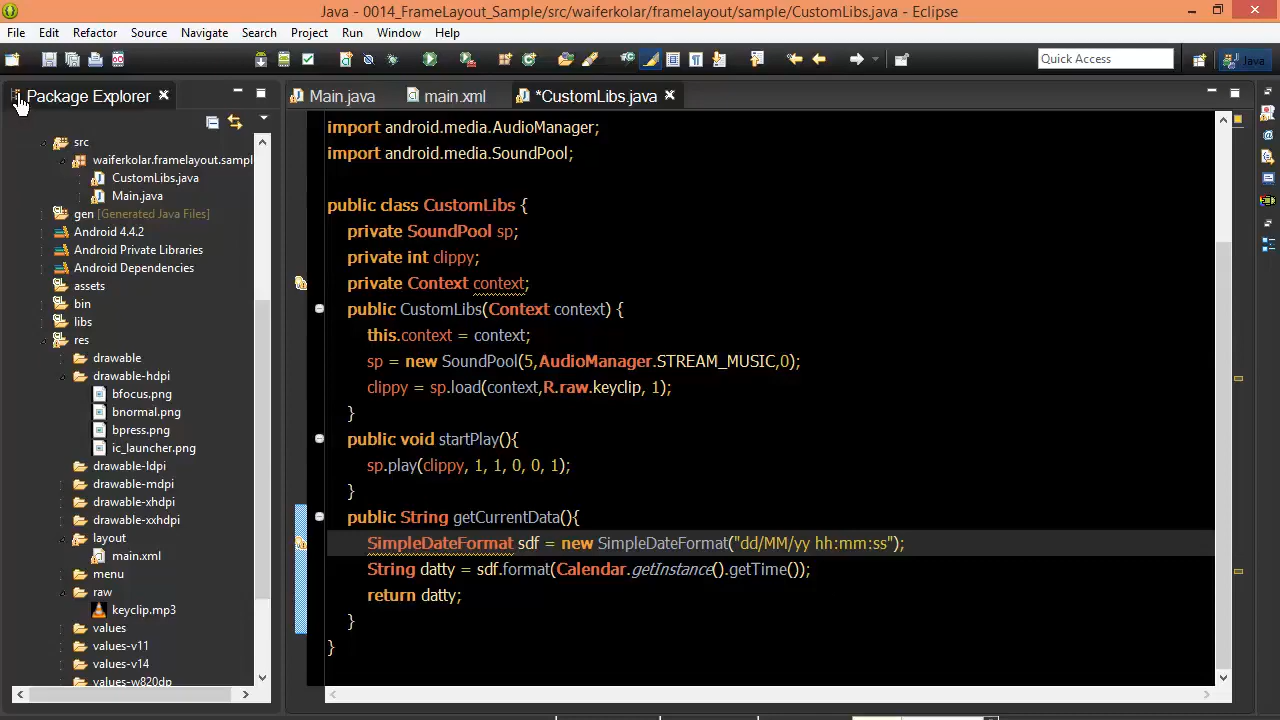 Java - 0014_FrameLayout_Sample/src/waiferkolar/framelayout/sample/CustomLibs.java - Eclipse
File Edit Refactor Source Navigate Search Project Run Window Help
Quick Access
Java
Package Explorer
Main.java
main.xml
*CustomLibs.java
src
waiferkolar.framelayout.sampl
CustomLibs.java
Main.java
gen [Generated Java Files]
Android 4.4.2
Android Private Libraries
Android Dependencies
assets
bin
libs
res
drawable
drawable-hdpi
bfocus.png
bnormal.png
bpress.png
ic_launcher.png
drawable-ldpi
drawable-mdpi
drawable-xhdpi
drawable-xxhdpi
layout
main.xml
menu
raw
keyclip.mp3
values
values-v11
values-v14
values-w820dp
import android.media.AudioManager;
import android.media.SoundPool;
public class CustomLibs {
private SoundPool sp;
private int clippy;
private Context context;
public CustomLibs(Context context) {
this.context = context;
sp = new SoundPool(5,AudioManager.STREAM_MUSIC,0);
clippy = sp.load(context,R.raw.keyclip, 1);
}
public void startPlay(){
sp.play(clippy, 1, 1, 0, 0, 1);
}
public String getCurrentData(){
SimpleDateFormat sdf = new SimpleDateFormat("dd/MM/yy hh:mm:ss");
String datty = sdf.format(Calendar.getInstance().getTime());
return datty;
}
}